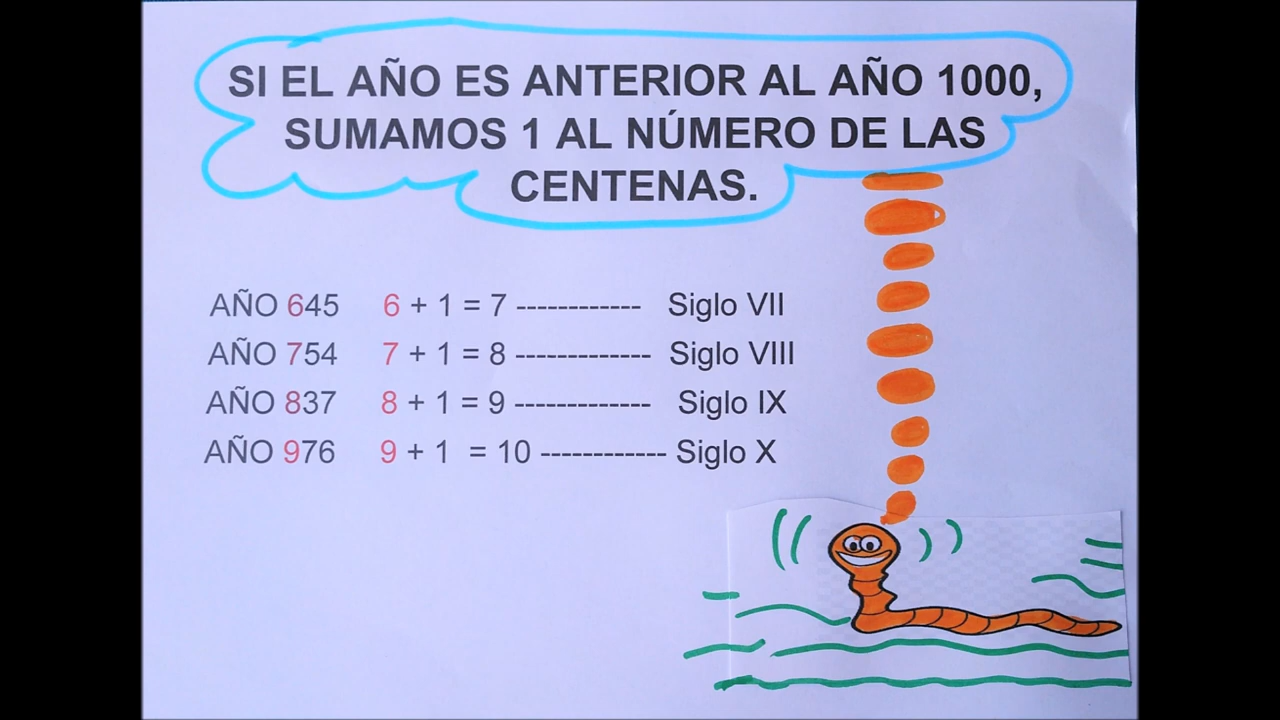 SI EL AÑO ES ANTERIOR AL AÑO 1000,
SUMAMOS 1 AL NÚMERO DE LAS
CENTENAS.
AÑO 645 6 + 1 = 7 ------------ Siglo VII
AÑO 754 7 + 1 = 8 ------------- Siglo VIII
AÑO 837 8 + 1 = 9 ------------- Siglo IX
AÑO 976 9 + 1 = 10 ------------ Siglo X